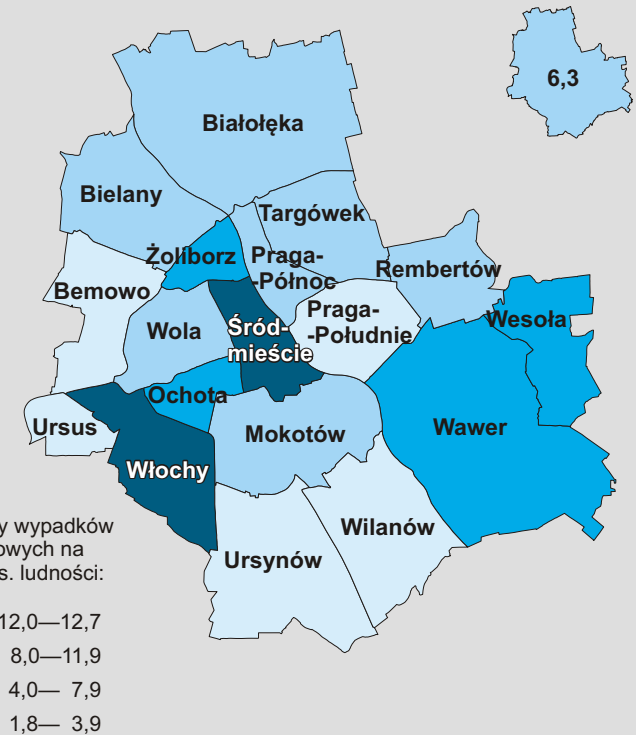 6,3
Białołęka
Bielany
Targówek
Żoliborz
Praga-
-Północ
Rembertów
Bemowo
Praga-
-Południe
Wesoła
Wola
Śród-
mieście
Ochota
Ursus
Mokotów
Wawer
Włochy
Wilanów
Ursynów
y wypadków
owych na
s. ludności:
12,0—12,7
8,0—11,9
4,0— 7,9
1,8— 3,9